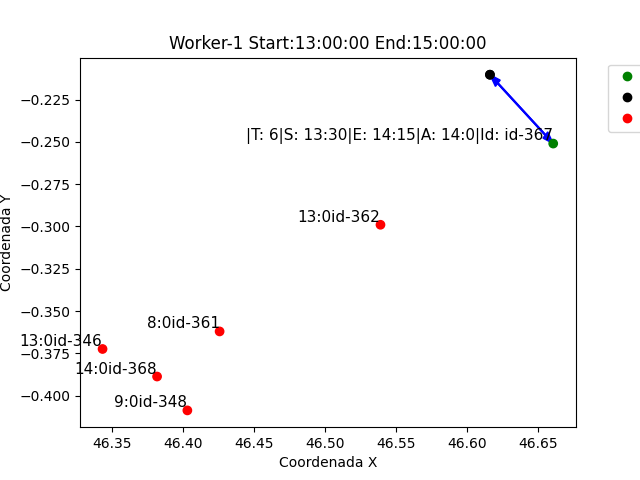 Worker-1 Start:13:00:00 End:15:00:00
−0.225
|T: 6|S: 13:30|E: 14:15|A: 14:0|Id: id-367
−0.250
−0.275
13:0id-362
−0.300
−0.325
8:0id-361
−0.350
13:0id-346
−0.375
14:0id-368
9:0id-348
−0.400
46.35 46.40 46.45 46.50 46.55 46.60 46.65
Coordenada X
Coordenada Y